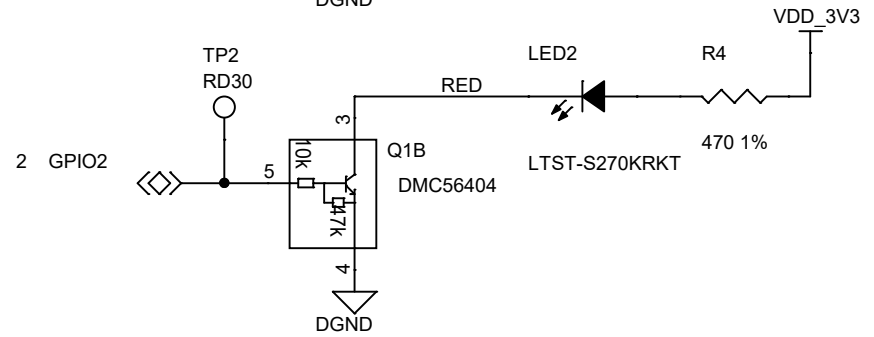 DGND
VDD_3V3
TP2
RD30
LED2
R4
RED
3
10k
Q1B
470 1%
2 GPIO2
5
LTST-S270KRKT
DMC56404
47k
4
DGND